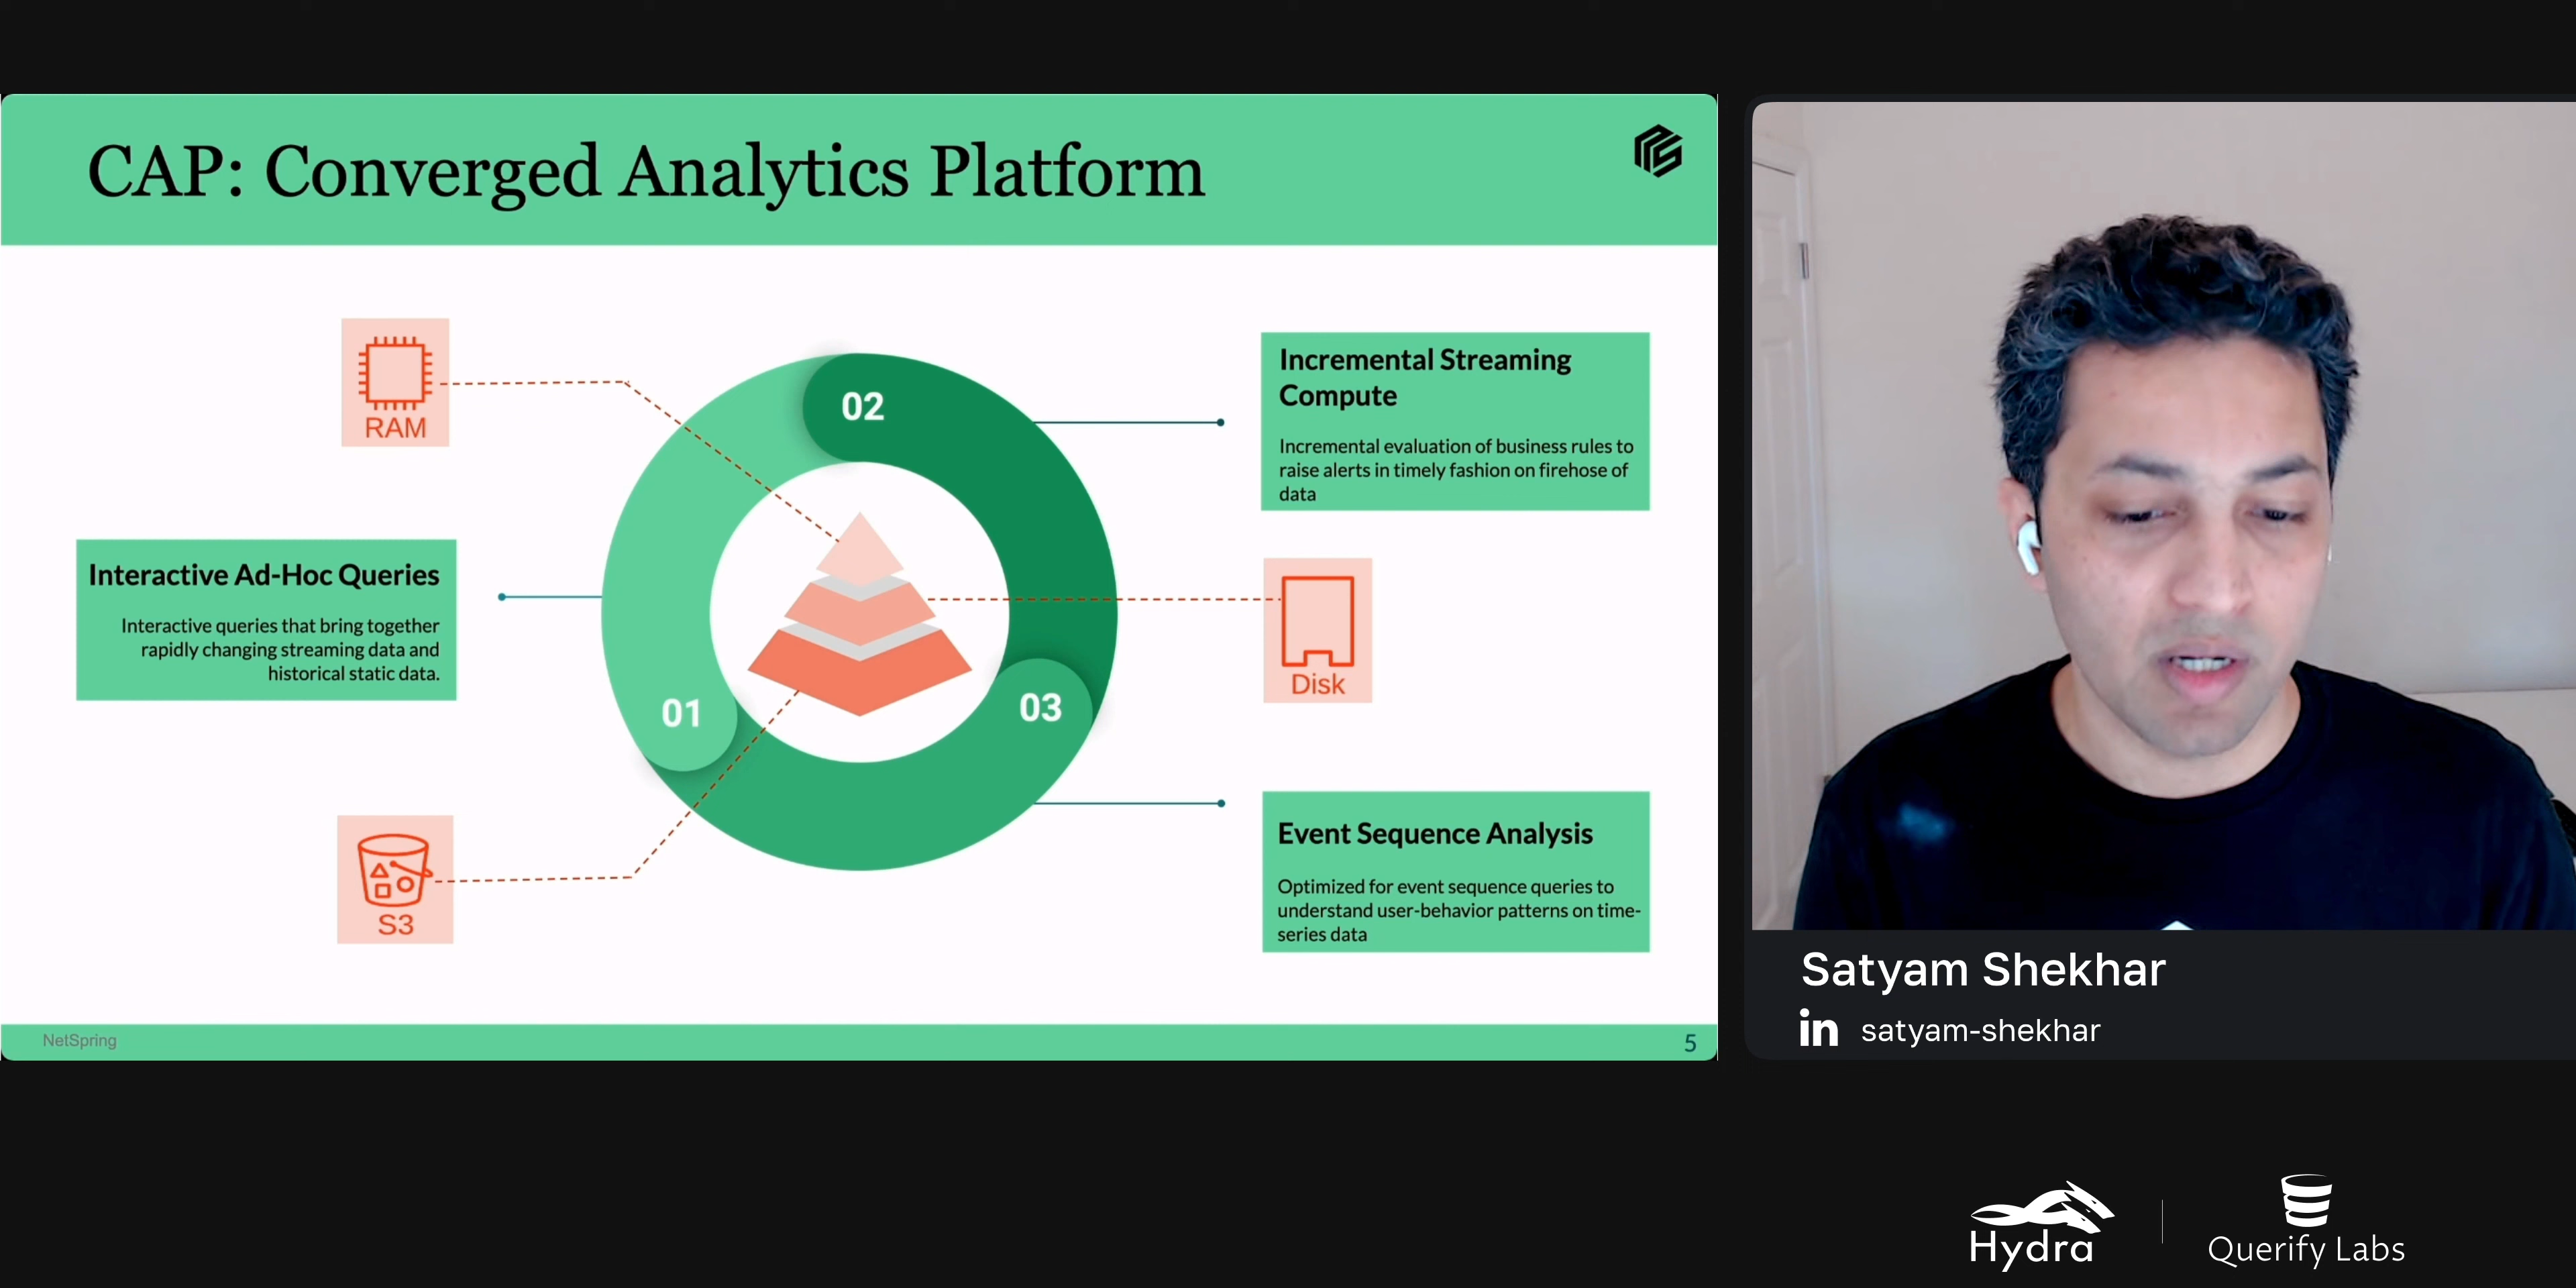 CAP: Converged Analytics Platform
RAM
02
Incremental Streaming
Compute
Incremental evaluation of business rules to
raise alerts in timely fashion on firehose of
data
Interactive Ad-Hoc Queries
Interactive queries that bring together
rapidly changing streaming data and
historical static data.
Disk
01
03
S3
Event Sequence Analysis
Optimized for event sequence queries to
understand user-behavior patterns on time-
series data
NetSpring
5
Satyam Shekhar
in satyam-shekhar
Hydra
Querify Labs